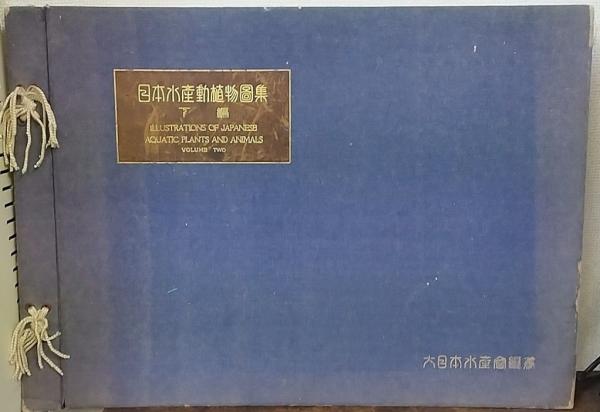 日本水産動植物圖集
下編
ILLUSTRATIONS OF JAPANESE
AQUATIC PLANTS AND ANIMALS
VOLUME TWO
大日本水産會編纂